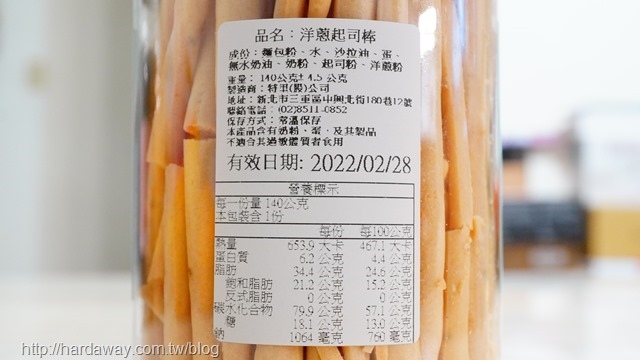 品名：洋蔥起司棒
成份：麵包粉、水、沙拉油、蛋、
無水奶油、奶粉、起司粉、洋蔥粉
重量：140公克±4.5公克
製造商：特里(股)公司
地址：新北市三重區中興北街180巷12號
聯絡電話：(02)8511-0852
保存方式：常溫保存
本產品含有奶粉、蛋、及其製品
不適合其過敏體質者食用
有效日期: 2022/02/28
營養標示
每一份量 140公克
本包裝含 1份
每份 每100公克
熱量 653.9 大卡 467.1 大卡
蛋白質 6.2 公克 4.4 公克
脂肪 34.4 公克 24.6 公克
飽和脂肪 21.2 公克 15.2 公克
反式脂肪 0 公克 0 公克
碳水化合物 79.9 公克 57.1 公克
糖 18.1 公克 13.0 公克
鈉 1064 毫克 760 毫克
http://hardaway.com.tw/blog